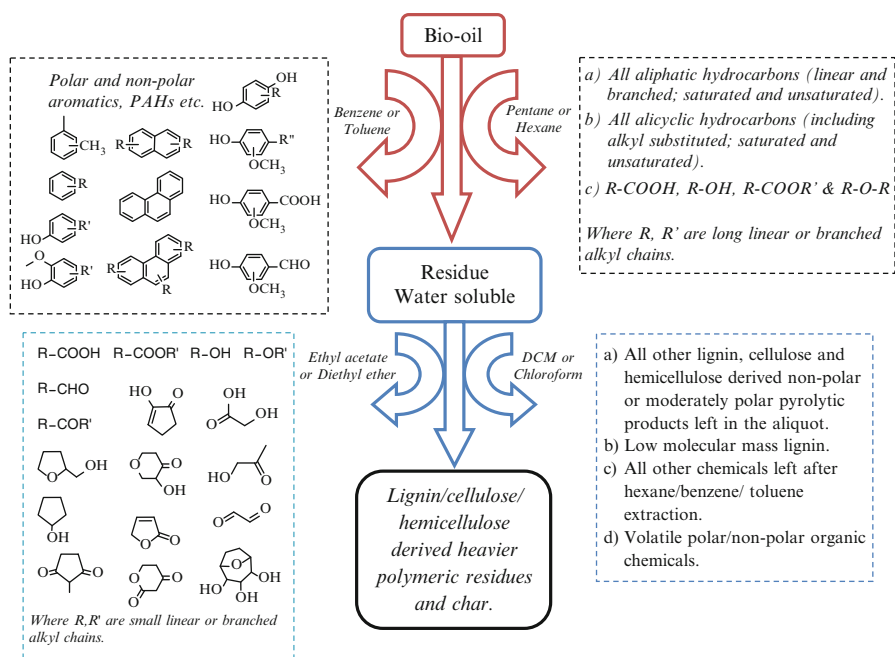 Bio-oil
Polar and non-polar
aromatics, PAHs etc.
OH
HO
R
CH3
R
R
HO
R"
OCH3
R
HO
COOH
OCH3
HO
R'
O
HO
R'
R
R
R
HO
CHO
OCH3
Benzene or
Toluene
Pentane or
Hexane
a) All aliphatic hydrocarbons (linear and
branched; saturated and unsaturated).
b) All alicyclic hydrocarbons (including
alkyl substituted; saturated and
unsaturated).
c) R-COOH, R-OH, R-COOR' & R-O-R
Where R, R' are long linear or branched
alkyl chains.
Residue
Water soluble
Ethyl acetate
or Diethyl ether
DCM or
Chloroform
R-COOH R-COOR' R-OH R-OR'
R-CHO
R-COR'
HO
O
OH
O
OH
O
OH
O
O
OH
HO
O
OH
O
O
O
O
O
O
O
O
O
O
OH
OH
OH
Where R,R' are small linear or branched
alkyl chains.
a) All other lignin, cellulose and
hemicellulose derived non-polar
or moderately polar pyrolytic
products left in the aliquot.
b) Low molecular mass lignin.
c) All other chemicals left after
hexane/benzene/ toluene
extraction.
d) Volatile polar/non-polar organic
chemicals.
Lignin/cellulose/
hemicellulose
derived heavier
polymeric residues
and char.